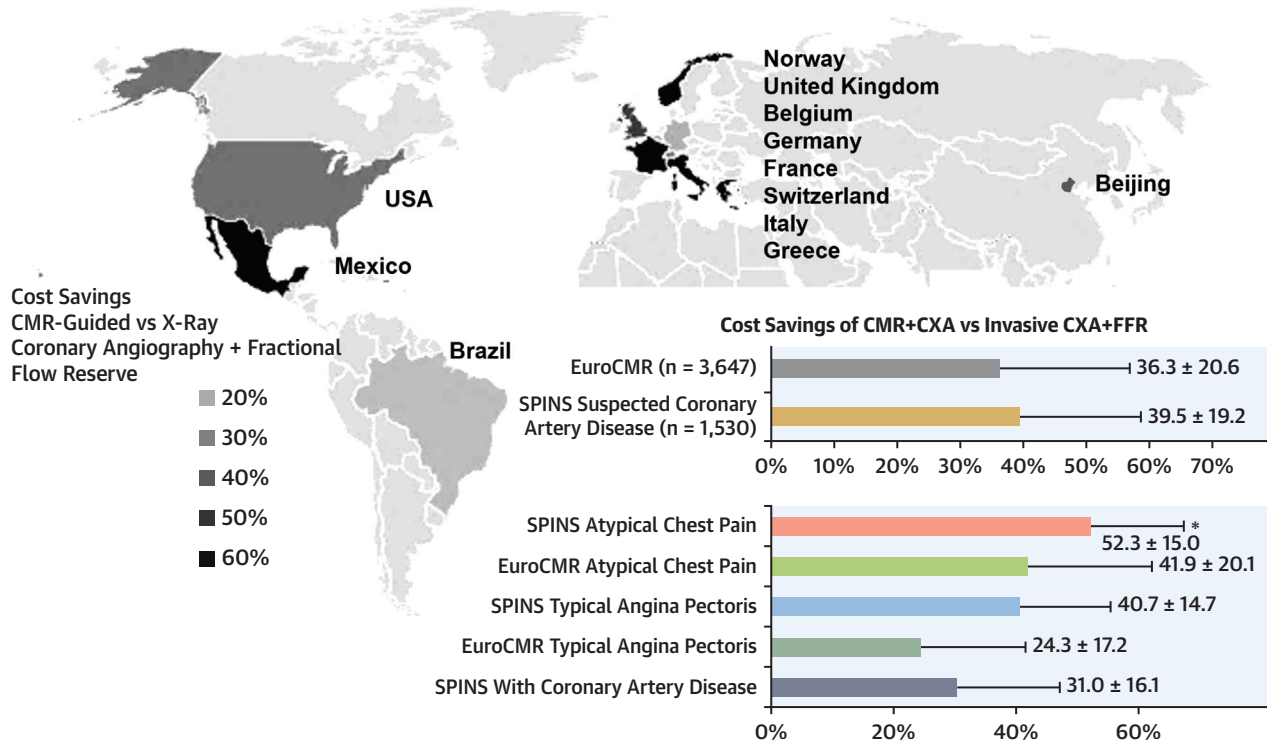 Norway
United Kingdom
Belgium
Germany
France
Switzerland
Italy
Greece
Beijing
USA
Mexico
Brazil
Cost Savings
CMR-Guided vs X-Ray
Coronary Angiography + Fractional
Flow Reserve
20%
30%
40%
50%
60%
Cost Savings of CMR+CXA vs Invasive CXA+FFR
EuroCMR (n = 3,647)
36.3 ± 20.6
SPINS Suspected Coronary
Artery Disease (n = 1,530)
39.5 ± 19.2
0% 10% 20% 30% 40% 50% 60% 70%
SPINS Atypical Chest Pain
*
52.3 ± 15.0
EuroCMR Atypical Chest Pain
41.9 ± 20.1
SPINS Typical Angina Pectoris
40.7 ± 14.7
EuroCMR Typical Angina Pectoris
24.3 ± 17.2
SPINS With Coronary Artery Disease
31.0 ± 16.1
0% 20% 40% 60%